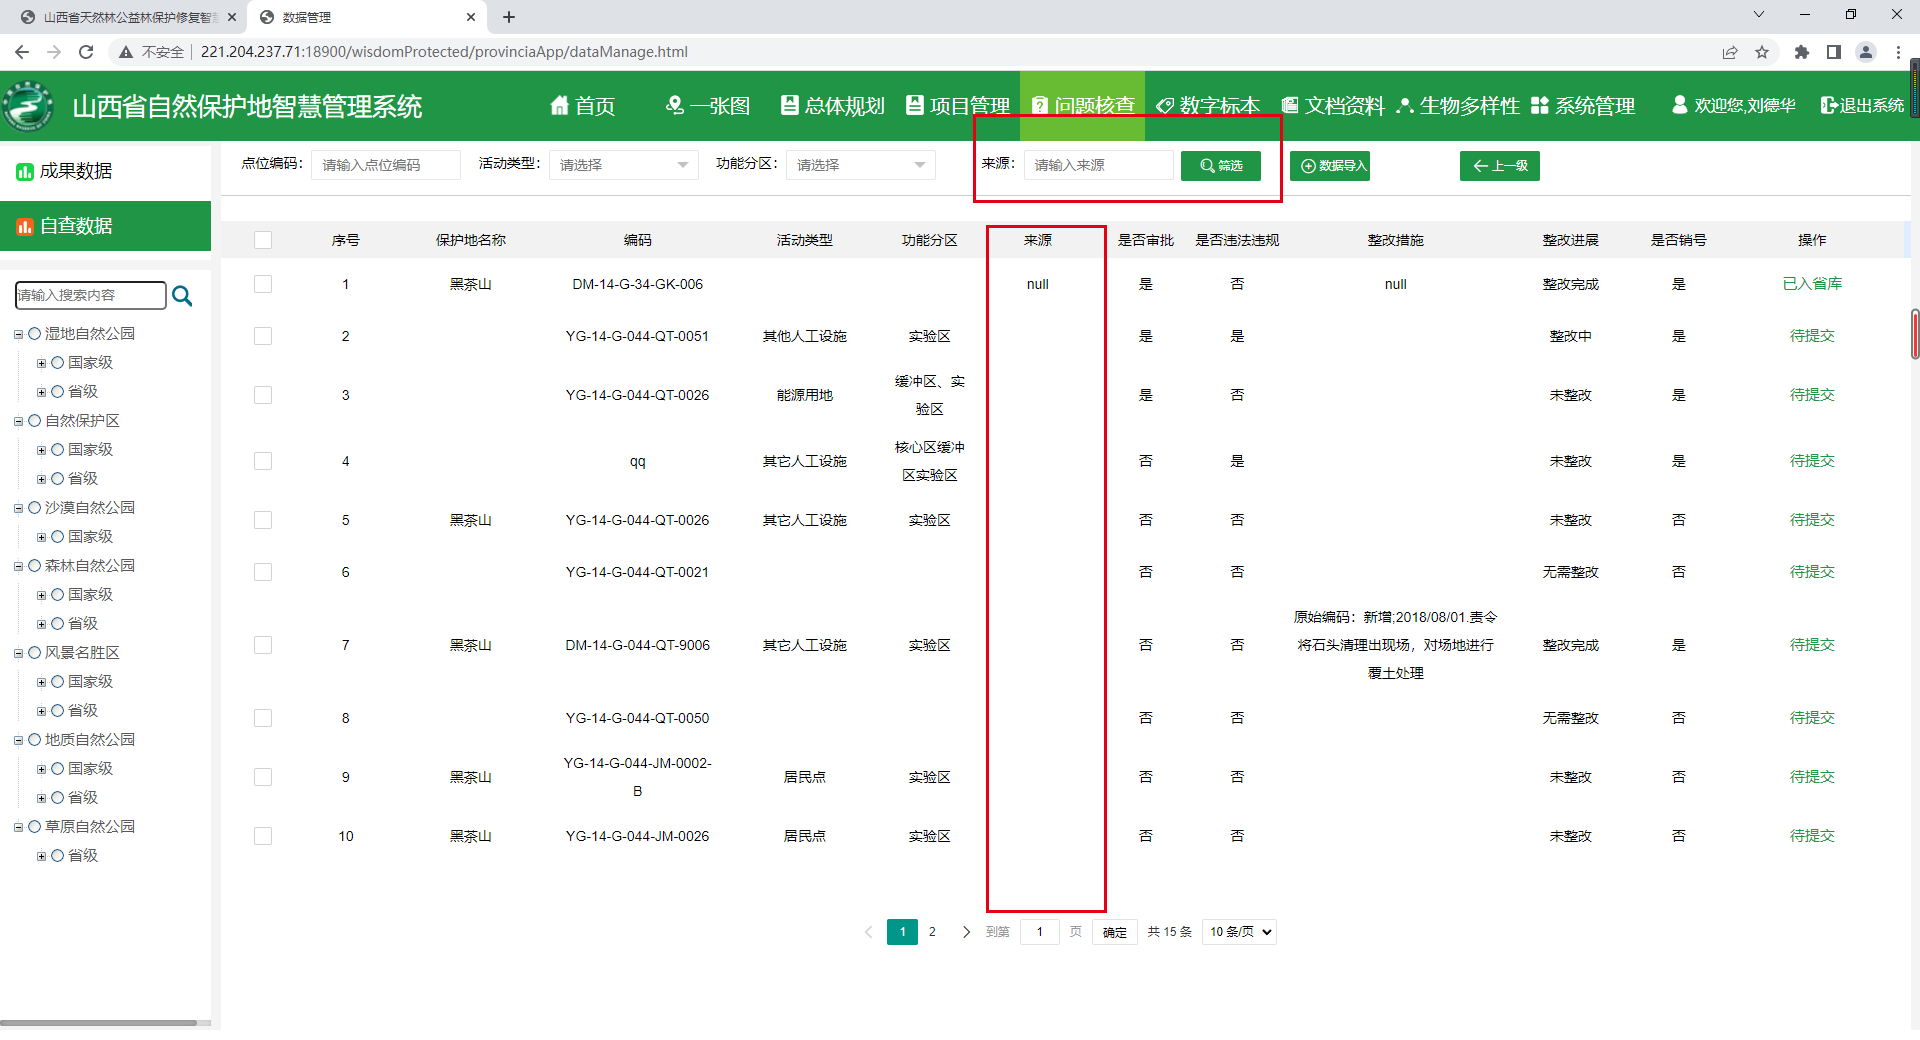 山西省天然林公益林保护修复智
数据管理
不安全 221.204.237.71:18900/wisdomProtected/provinciaApp/dataManage.html
山西省自然保护地智慧管理系统 首页 一张图 总体规划 项目管理 问题核查 数字标本 文档资料 生物多样性 系统管理 欢迎您,刘德华 退出系统
成果数据
自查数据
请输入搜索内容
湿地自然公园
国家级
省级
自然保护区
国家级
省级
沙漠自然公园
国家级
森林自然公园
国家级
省级
风景名胜区
国家级
省级
地质自然公园
国家级
省级
草原自然公园
省级
点位编码： 请输入点位编码 活动类型： 请选择 功能分区： 请选择 来源： 请输入来源 筛选 数据导入 上一级
序号 保护地名称 编码 活动类型 功能分区 来源 是否审批 是否违法违规 整改措施 整改进展 是否销号 操作
1 黑茶山 DM-14-G-34-GK-006 null 是 否 null 整改完成 是 已入省库
2 YG-14-G-044-QT-0051 其他人工设施 实验区 是 是 整改中 是 待提交
3 YG-14-G-044-QT-0026 能源用地 缓冲区、实
验区 是 否 未整改 是 待提交
4 qq 其它人工设施 核心区缓冲
区实验区 否 是 未整改 是 待提交
5 黑茶山 YG-14-G-044-QT-0026 其它人工设施 实验区 否 否 未整改 否 待提交
6 YG-14-G-044-QT-0021 否 否 无需整改 否 待提交
7 黑茶山 DM-14-G-044-QT-9006 其它人工设施 实验区 否 否 原始编码：新增;2018/08/01.责令
将石头清理出现场，对场地进行
覆土处理 整改完成 是 待提交
8 YG-14-G-044-QT-0050 否 否 无需整改 否 待提交
9 黑茶山 YG-14-G-044-JM-0002-
B 居民点 实验区 否 否 未整改 否 待提交
10 黑茶山 YG-14-G-044-JM-0026 居民点 实验区 否 否 未整改 否 待提交
1 2 到第 1 页 确定 共 15 条 10 条/页